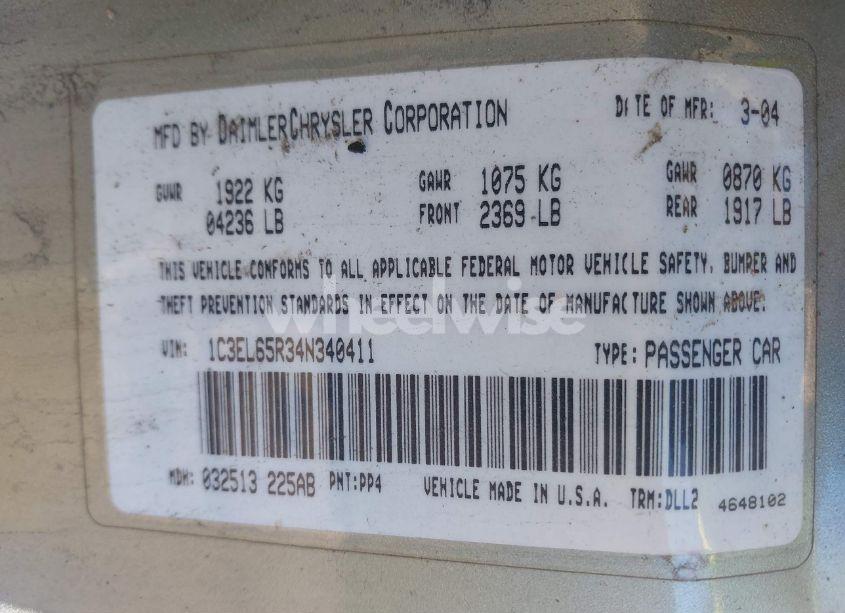 MFD BY DAIMLERCHRYSLER CORPORATION DATE OF MFR: 3-04
GVWR 1922 KG GAWR 1075 KG GAWR 0870 KG
04236 LB FRONT 2369 LB REAR 1917 LB
THIS VEHICLE CONFORMS TO ALL APPLICABLE FEDERAL MOTOR VEHICLE SAFETY, BUMPER AND
THEFT PREVENTION STANDARDS IN EFFECT ON THE DATE OF MANUFACTURE SHOWN ABOVE.
wheelwise
VIN: 1C3EL65R34N340411 TYPE: PASSENGER CAR
MDH: 032513 225AB PNT:PP4 VEHICLE MADE IN U.S.A. TRM:DLL2 4648102